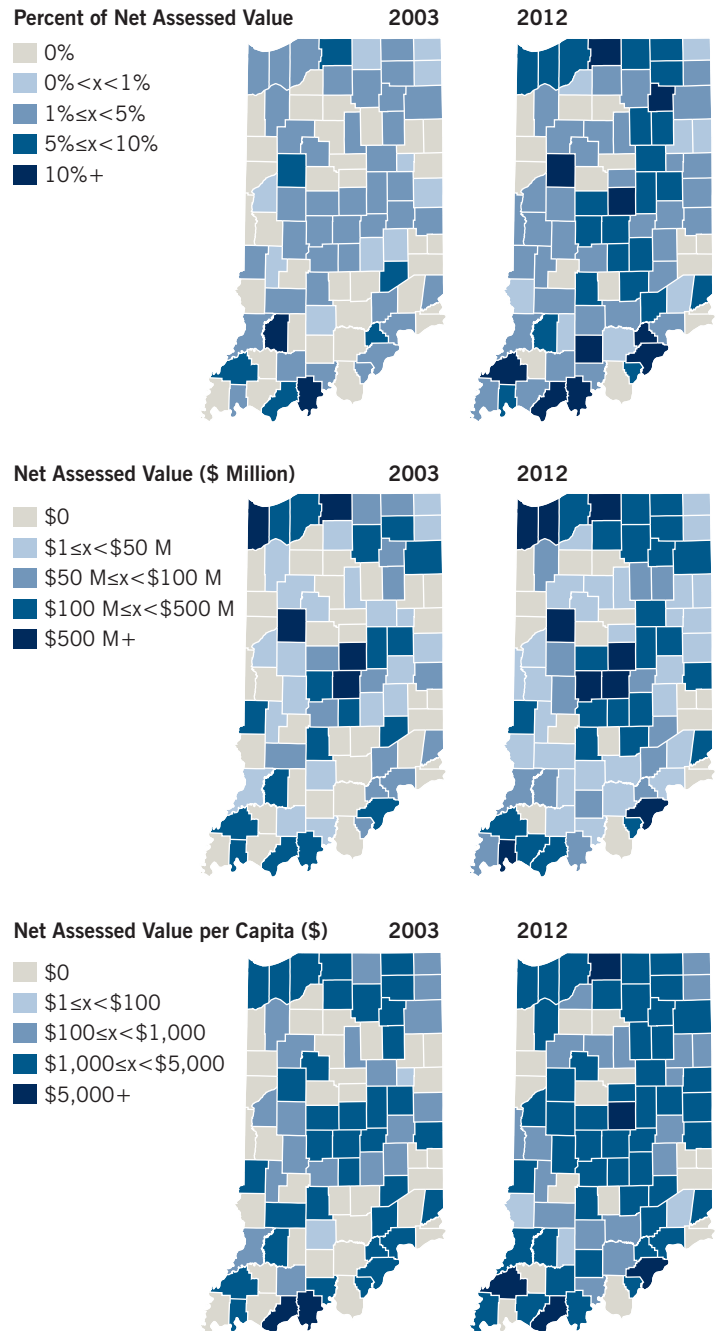 Percent of Net Assessed Value 2003 2012
0%
0%<x<1%
1%≤x<5%
5%≤x<10%
10%+
Net Assessed Value ($ Million) 2003 2012
$0
$1≤x<$50 M
$50 M≤x<$100 M
$100 M≤x<$500 M
$500 M+
Net Assessed Value per Capita ($) 2003 2012
$0
$1≤x<$100
$100≤x<$1,000
$1,000≤x<$5,000
$5,000+